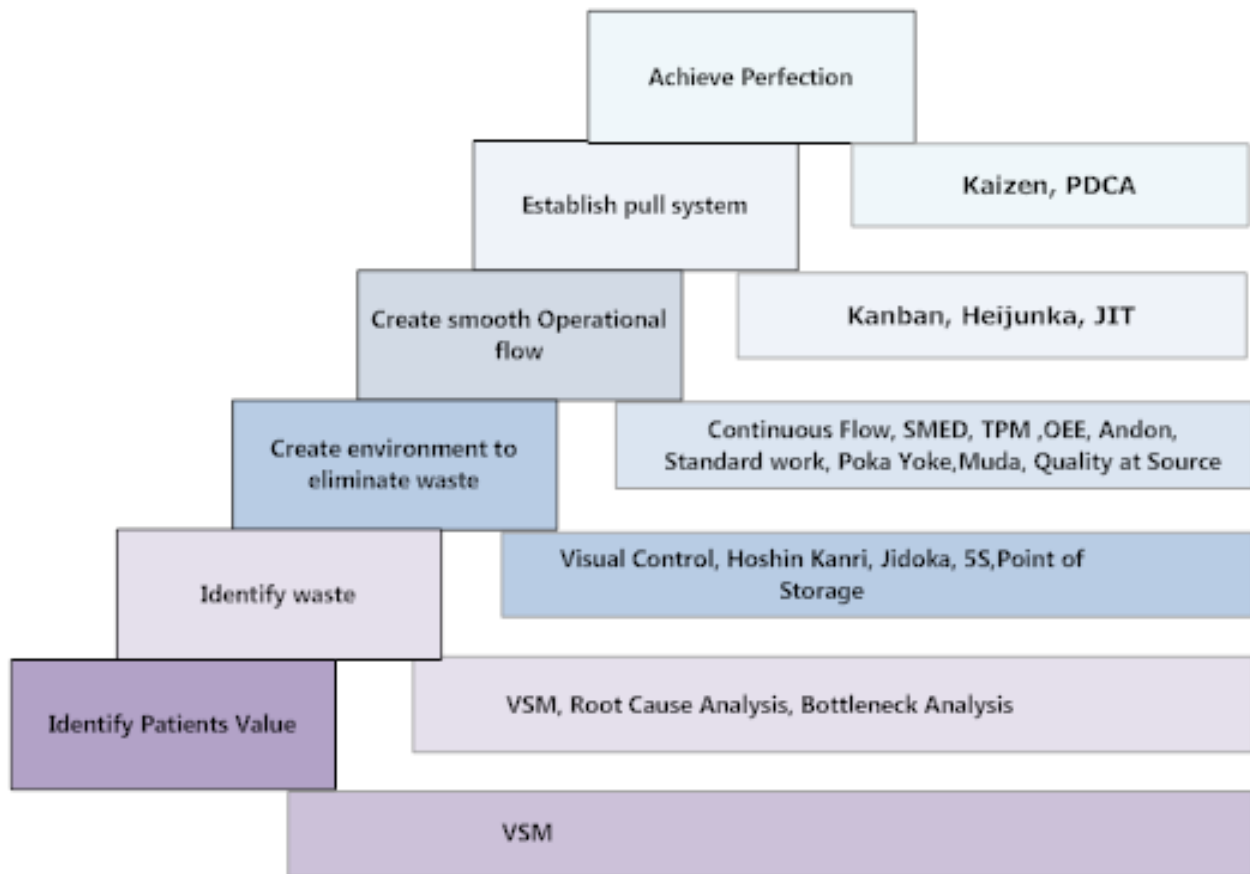 Achieve Perfection
Kaizen, PDCA
Establish pull system
Kanban, Heijunka, JIT
Create smooth Operational
flow
Continuous Flow, SMED, TPM ,OEE, Andon,
Standard work, Poka Yoke,Muda, Quality at Source
Create environment to
eliminate waste
Visual Control, Hoshin Kanri, Jidoka, 5S,Point of
Storage
Identify waste
VSM, Root Cause Analysis, Bottleneck Analysis
Identify Patients Value
VSM